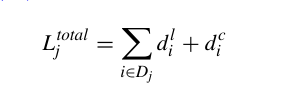 L_j^{total} = \sum_{i \in D_j} d_i^l + d_i^c